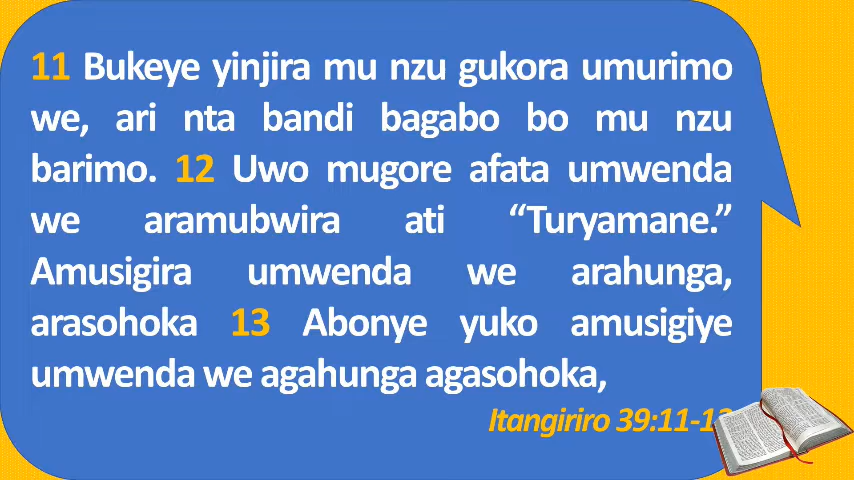 11 Bukeye yinjira mu nzu gukora umurimo
we, ari nta bandi bagabo bo mu nzu
barimo. 12 Uwo mugore afata umwenda
we aramubwira ati “Turyamane.”
Amusigira umwenda we arahunga,
arasohoka 13 Abonye yuko amusigiye
umwenda we agahunga agasohoka,
Itangiriro 39:11-13